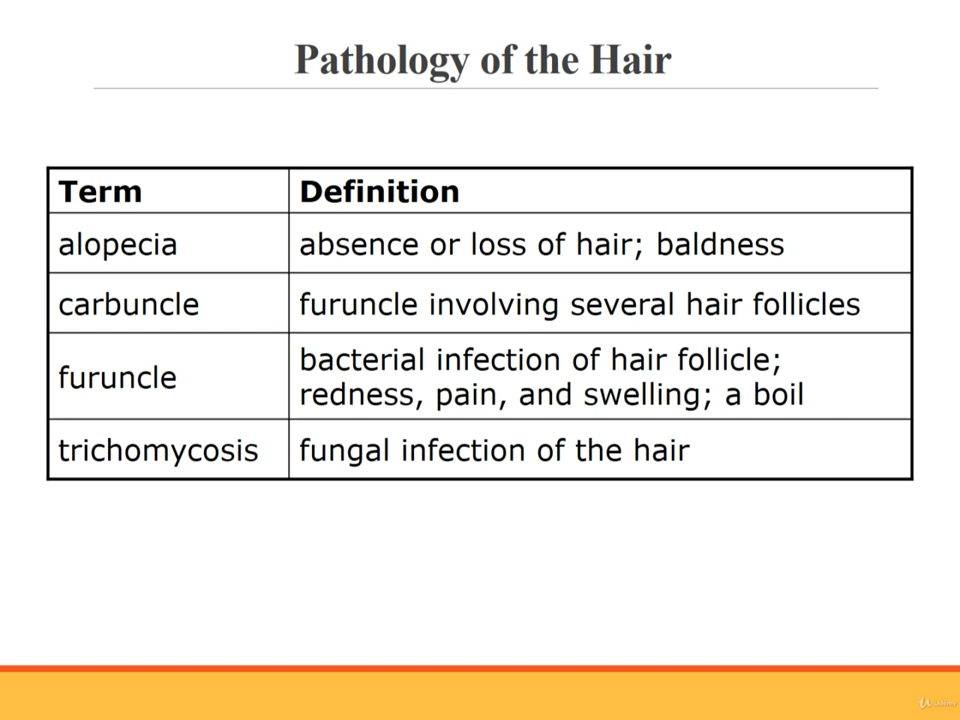 Pathology of the Hair
Term Definition
alopecia absence or loss of hair; baldness
carbuncle furuncle involving several hair follicles
furuncle bacterial infection of hair follicle;
redness, pain, and swelling; a boil
trichomycosis fungal infection of the hair
Udemy